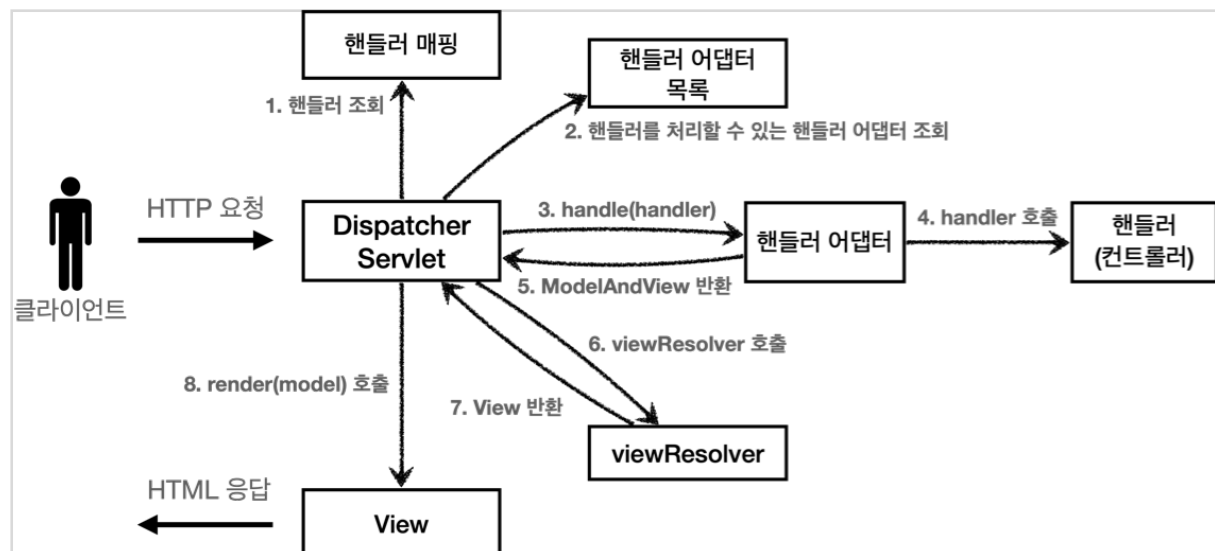 핸들러 매핑
핸들러 어댑터
목록
1. 핸들러 조회
2. 핸들러를 처리할 수 있는 핸들러 어댑터 조회
HTTP 요청
클라이언트
Dispatcher
Servlet
3. handle(handler)
핸들러 어댑터
4. handler 호출
핸들러
(컨트롤러)
5. ModelAndView 반환
6. viewResolver 호출
8. render(model) 호출
7. View 반환
viewResolver
HTML 응답
View